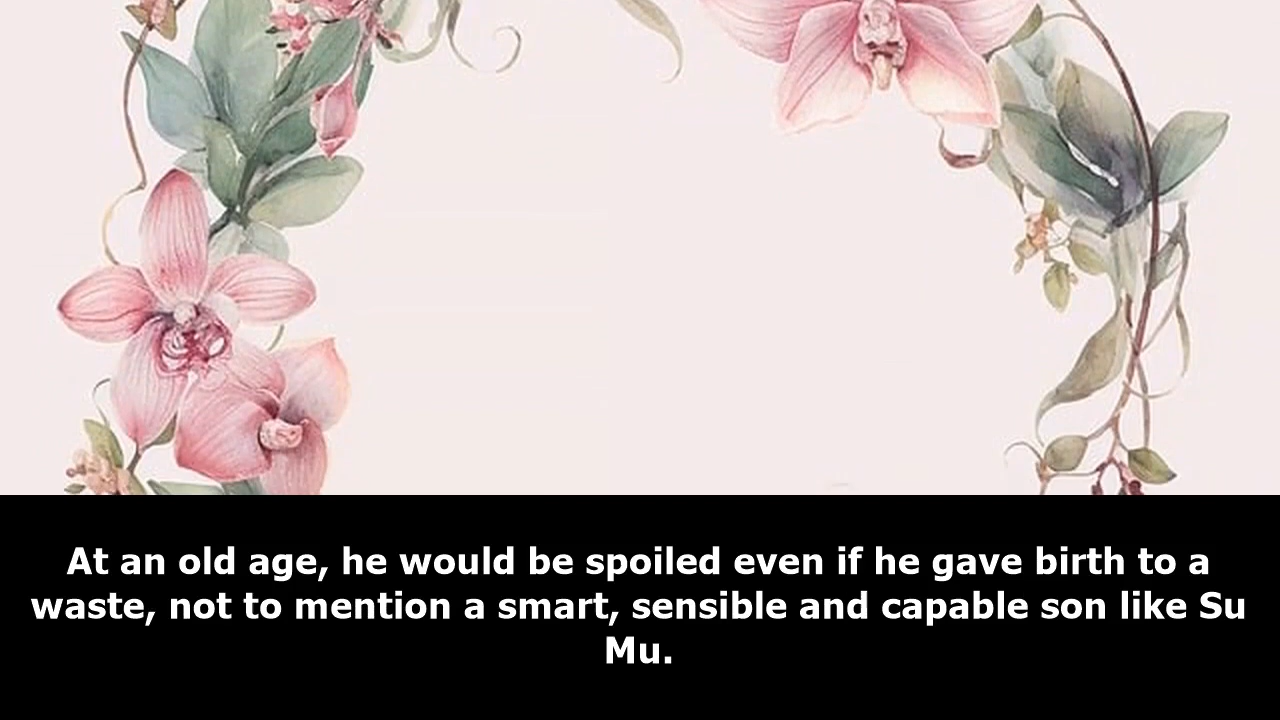 At an old age, he would be spoiled even if he gave birth to a
waste, not to mention a smart, sensible and capable son like Su
Mu.